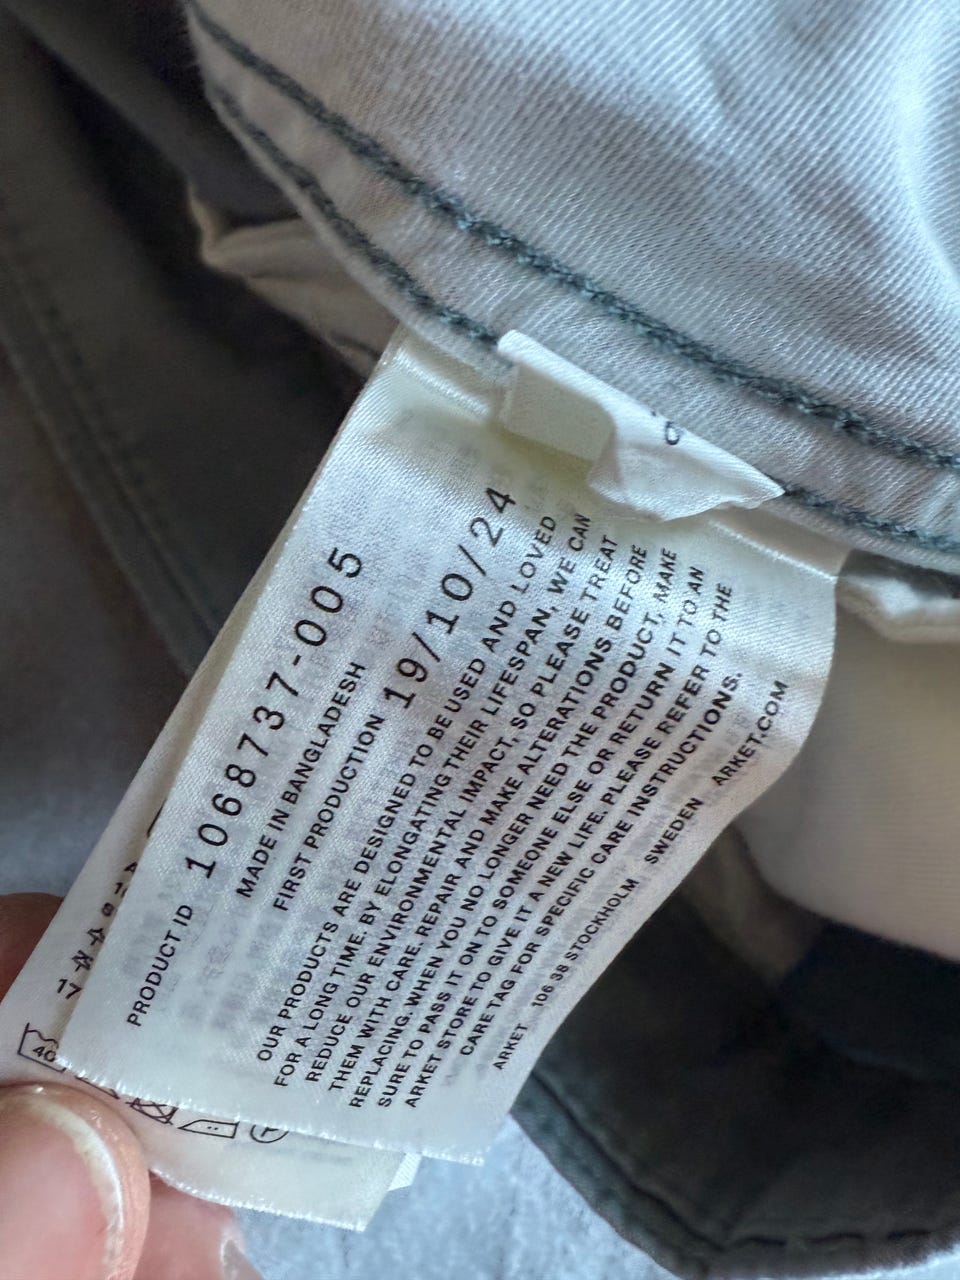 PRODUCT ID 106873 7-005
MADE IN BANGLADESH
FIRST PRODUCTION 19/10/24
OUR PRODUCTS ARE DESIGNED TO BE USED AND LOVED
FOR A LONG TIME. BY ELONGATING THEIR LIFESPAN, WE CAN
REDUCE OUR ENVIRONMENTAL IMPACT. SO PLEASE TREAT
THEM WITH CARE. REPAIR AND MAKE ALTERATIONS BEFORE
REPLACING. WHEN YOU NO LONGER NEED THE PRODUCT, MAKE
SURE TO PASS IT ON TO SOMEONE ELSE OR RETURN IT TO AN
ARKET STORE TO GIVE IT A NEW LIFE. PLEASE REFER TO THE
CARE TAG FOR SPECIFIC CARE INSTRUCTIONS.
ARKET 106 38 STOCKHOLM SWEDEN ARKET.COM
17
40